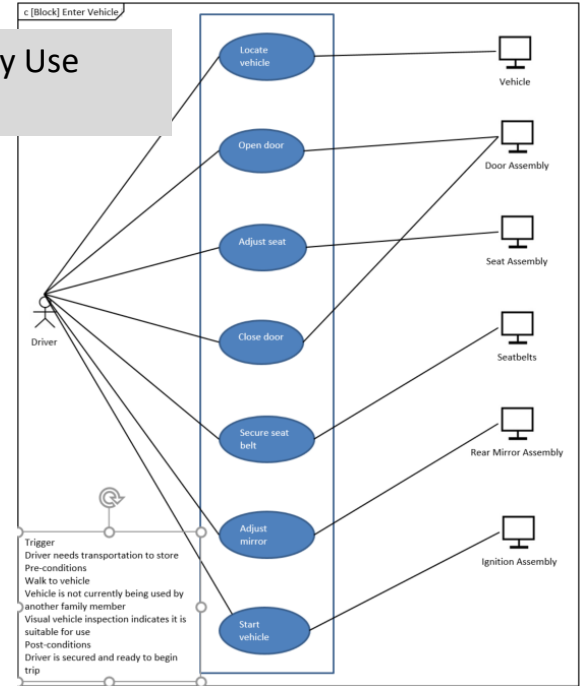 c [Block] Enter Vehicle
y Use
Locate
vehicle
Vehicle
Open door
Door Assembly
Adjust seat
Seat Assembly
Driver
Close door
Seatbelts
Secure seat
belt
Rear Mirror Assembly
Adjust
mirror
Ignition Assembly
Start
vehicle
Trigger
Driver needs transportation to store
Pre-conditions
Walk to vehicle
Vehicle is not currently being used by
another family member
Visual vehicle inspection indicates it is
suitable for use
Post-conditions
Driver is secured and ready to begin
trip